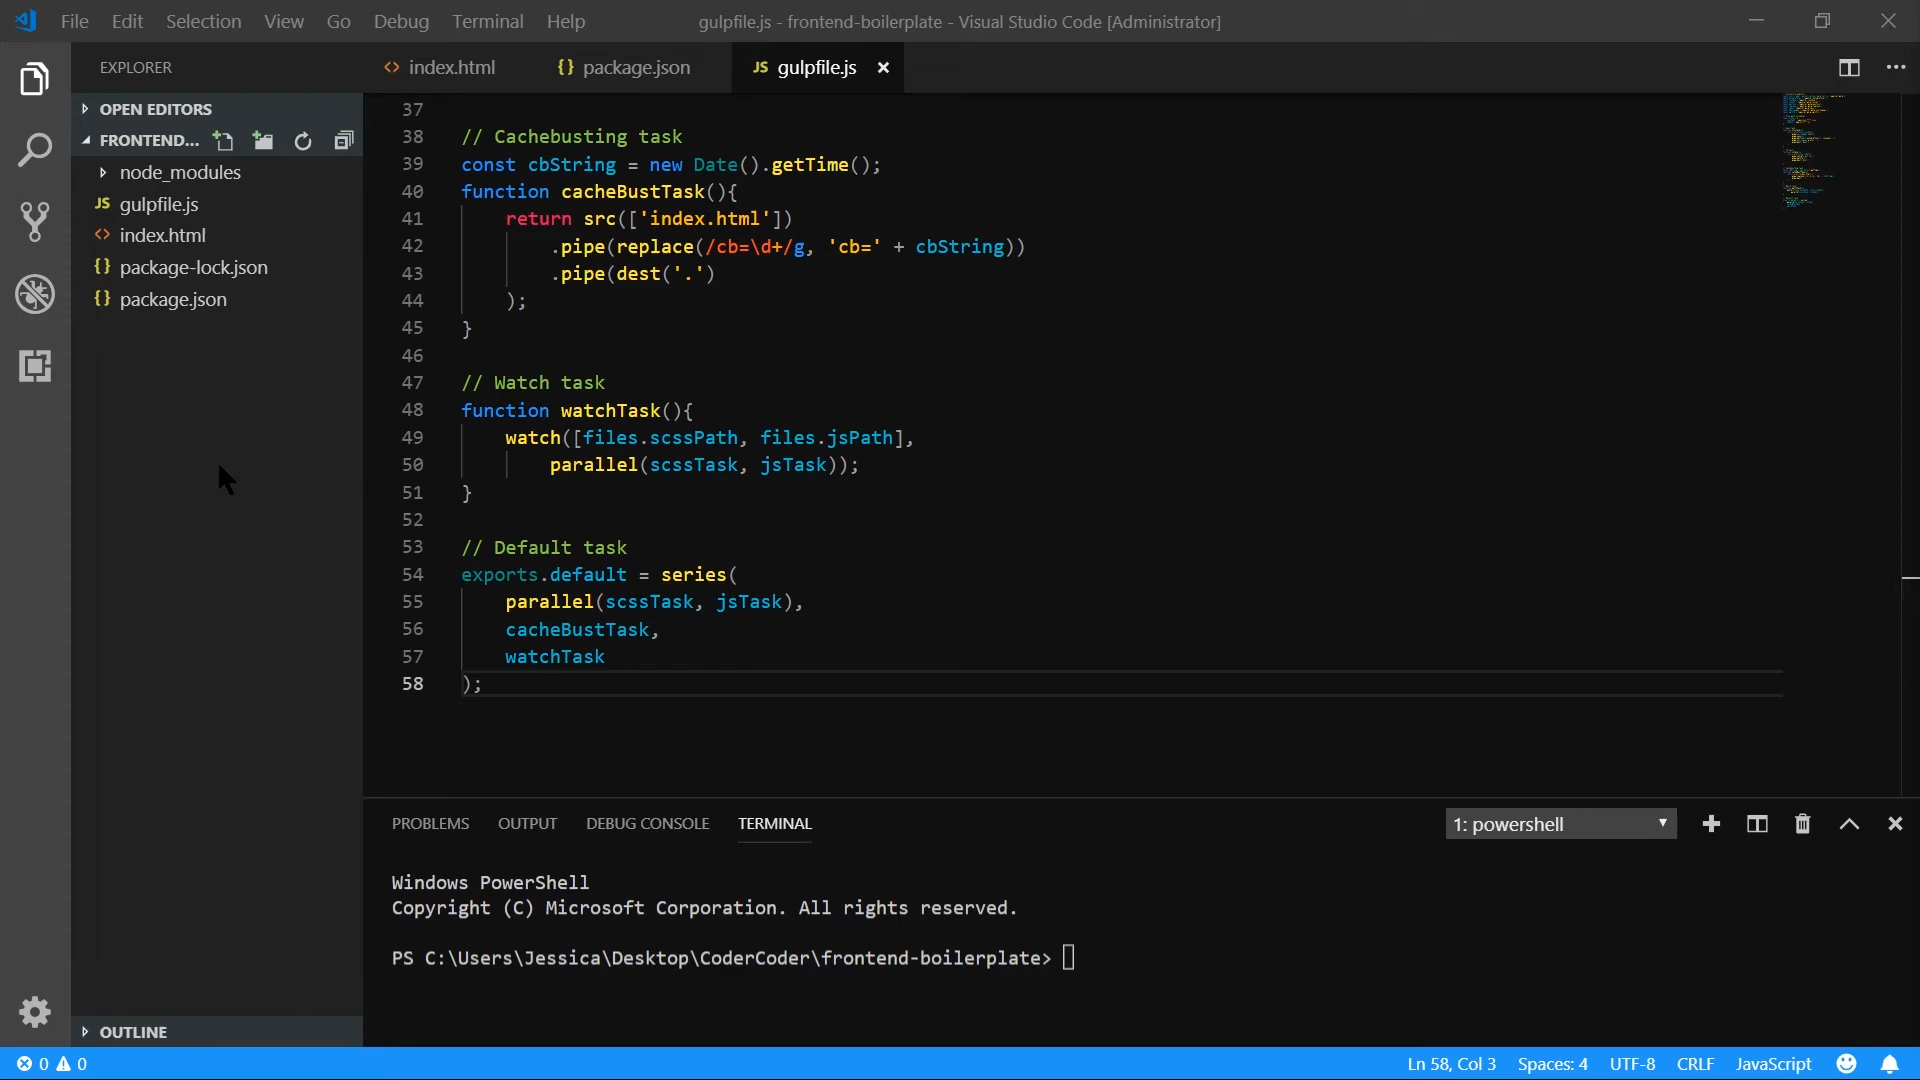 File Edit Selection View Go Debug Terminal Help
gulpfile.js - frontend-boilerplate - Visual Studio Code [Administrator]
EXPLORER
OPEN EDITORS
FRONTEND...
node_modules
JS gulpfile.js
<> index.html
{} package-lock.json
{} package.json
OUTLINE
<> index.html
{} package.json
JS gulpfile.js
37
38 // Cachebusting task
39 const cbString = new Date().getTime();
40 function cacheBustTask(){
41 return src(['index.html'])
42 .pipe(replace(/cb=\d+/g, 'cb=' + cbString))
43 .pipe(dest('.')
44 );
45 }
46
47 // Watch task
48 function watchTask(){
49 watch([files.scssPath, files.jsPath],
50 parallel(scssTask, jsTask));
51 }
52
53 // Default task
54 exports.default = series(
55 parallel(scssTask, jsTask),
56 cacheBustTask,
57 watchTask
58 );
PROBLEMS OUTPUT DEBUG CONSOLE TERMINAL
1: powershell
Windows PowerShell
Copyright (C) Microsoft Corporation. All rights reserved.
PS C:\Users\Jessica\Desktop\CoderCoder\frontend-boilerplate>
0 0
Ln 58, Col 3 Spaces: 4 UTF-8 CRLF JavaScript